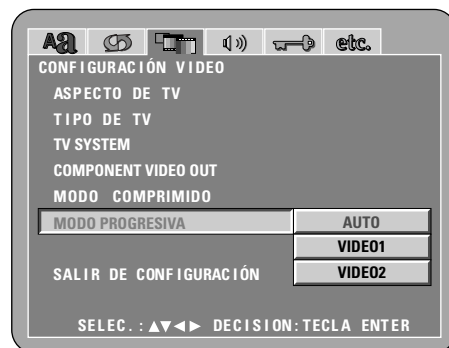 Aa etc.
CONFIGURACIÓN VIDEO
ASPECTO DE TV
TIPO DE TV
TV SYSTEM
COMPONENT VIDEO OUT
MODO COMPRIMIDO
MODO PROGRESIVA AUTO
VIDEO1
SALIR DE CONFIGURACIÓN VIDEO2
SELEC.:▲▼◀▶ DECISION:TECLA ENTER